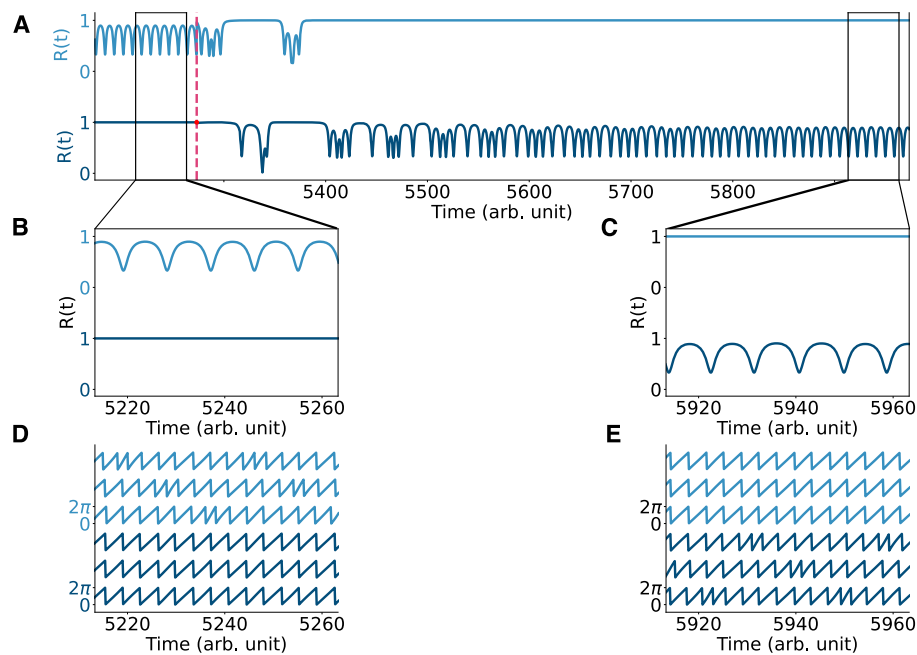 A
R(t)
1
0
R(t)
1
0
5400 5500 5600 5700 5800
Time (arb. unit)
B
R(t)
1
0
1
0
5220 5240 5260
Time (arb. unit)
C
R(t)
1
0
1
0
5920 5940 5960
Time (arb. unit)
D
2π
0
2π
0
5220 5240 5260
Time (arb. unit)
E
2π
0
2π
0
5920 5940 5960
Time (arb. unit)